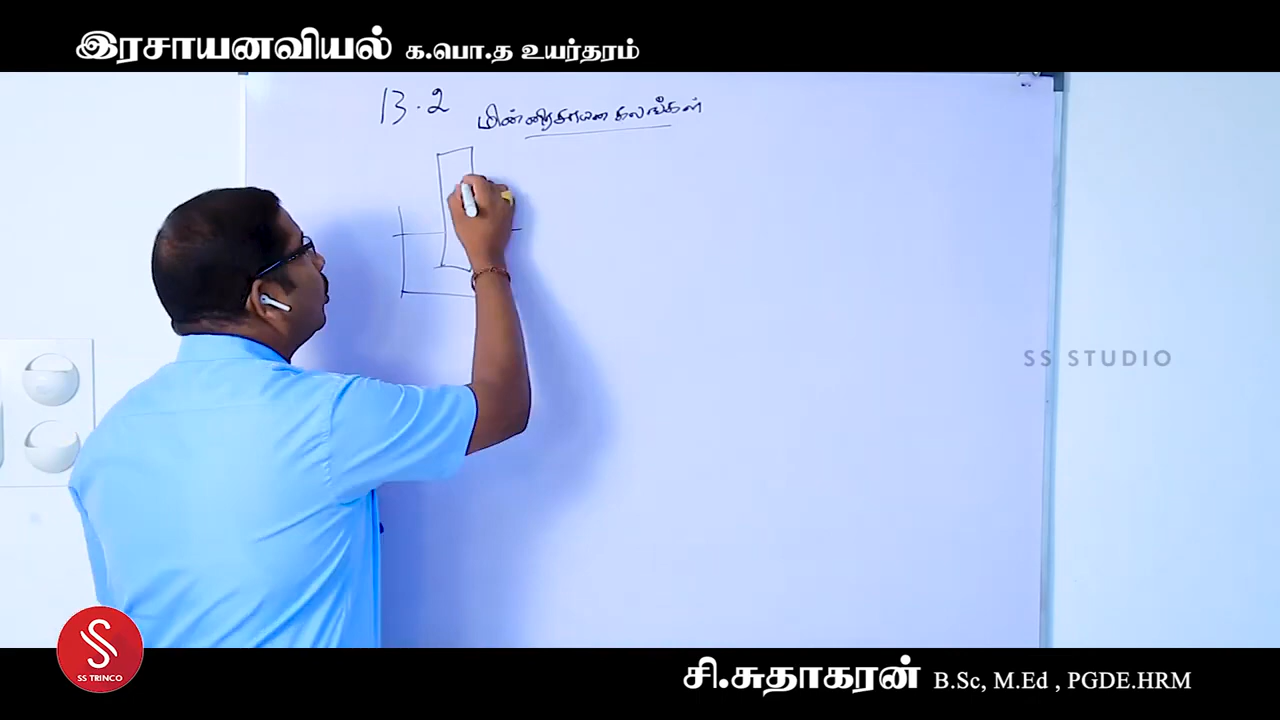 இரசாயனவியல் க.பொ.த உயர்தரம்
13.2 மின்னிரசாயன கலங்கள்
SS STUDIO
SS TRINCO
சி.சுதாகரன் B.Sc, M.Ed , PGDE.HRM